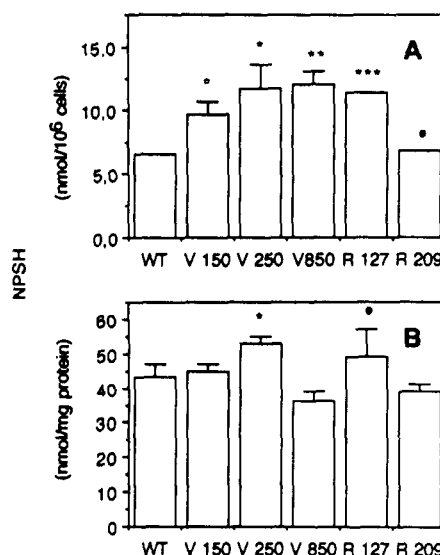 NPSH
A
(nmol/10⁶ cells)
15,0
10,0
5,0
0,0
*
*
**
***
WT V 150 V 250 V850 R 127 R 209
B
(nmol/mg protein)
60
50
40
30
20
10
0
*
WT V 150 V 250 V 850 R 127 R 209